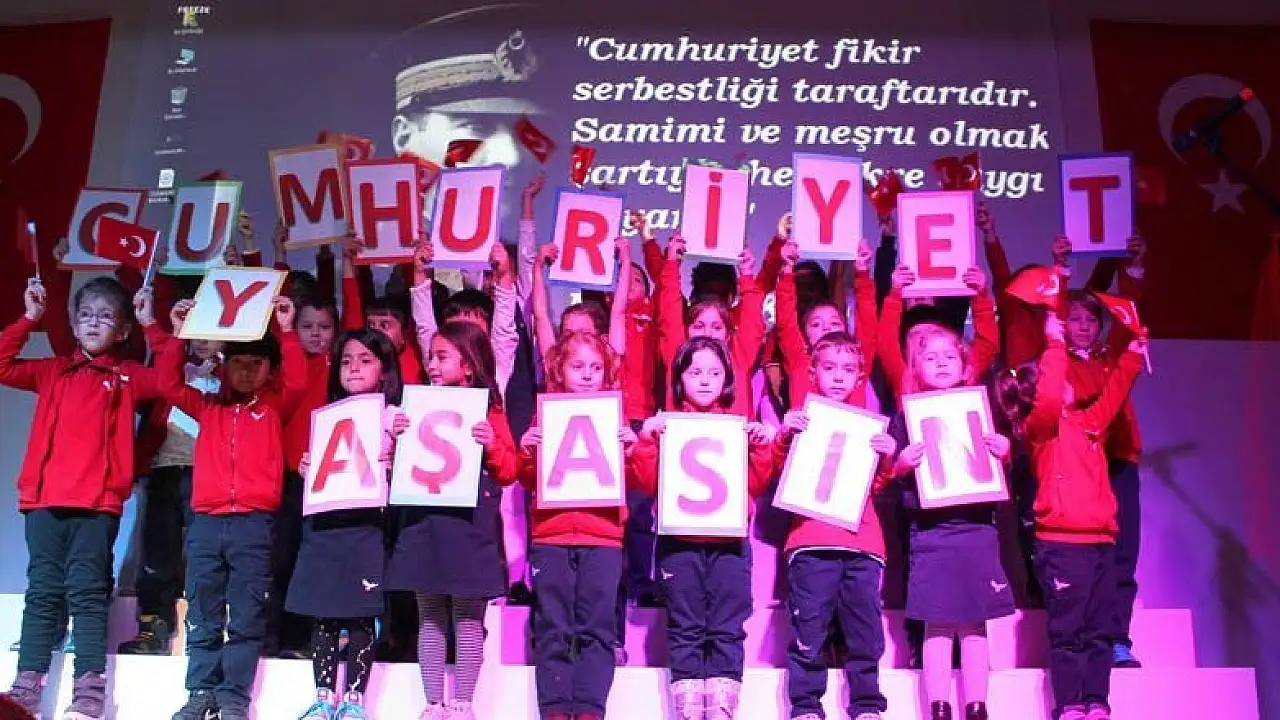 "Cumhuriyet fikir
serbestliği taraftarıdır.
Samimi ve meşru olmak
CUMHURİYET
YAŞASIN